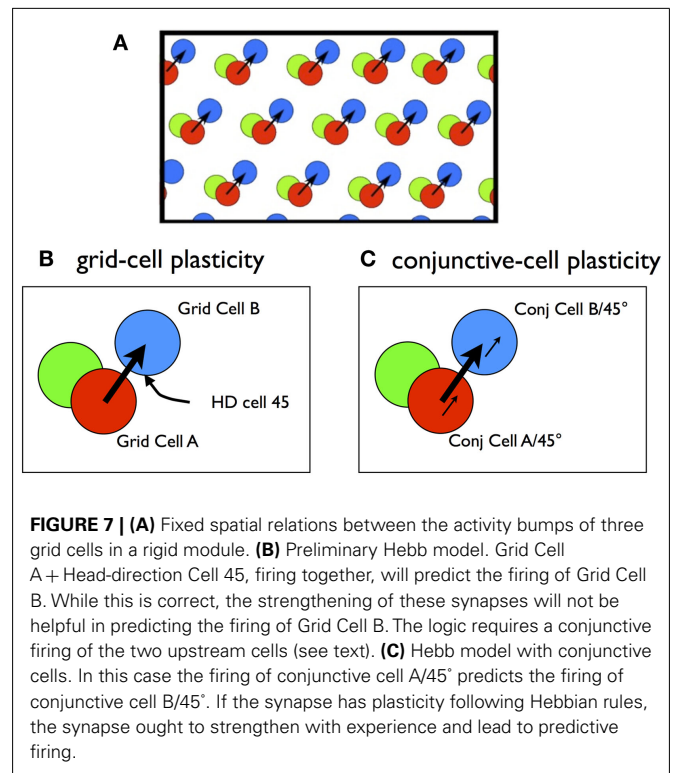 A
B grid-cell plasticity
C conjunctive-cell plasticity
Grid Cell B
HD cell 45
Grid Cell A
Conj Cell B/45°
Conj Cell A/45°
FIGURE 7 | (A) Fixed spatial relations between the activity bumps of three
grid cells in a rigid module. (B) Preliminary Hebb model. Grid Cell
A + Head-direction Cell 45, firing together, will predict the firing of Grid Cell
B. While this is correct, the strengthening of these synapses will not be
helpful in predicting the firing of Grid Cell B. The logic requires a conjunctive
firing of the two upstream cells (see text). (C) Hebb model with conjunctive
cells. In this case the firing of conjunctive cell A/45° predicts the firing of
conjunctive cell B/45°. If the synapse has plasticity following Hebbian rules,
the synapse ought to strengthen with experience and lead to predictive
firing.